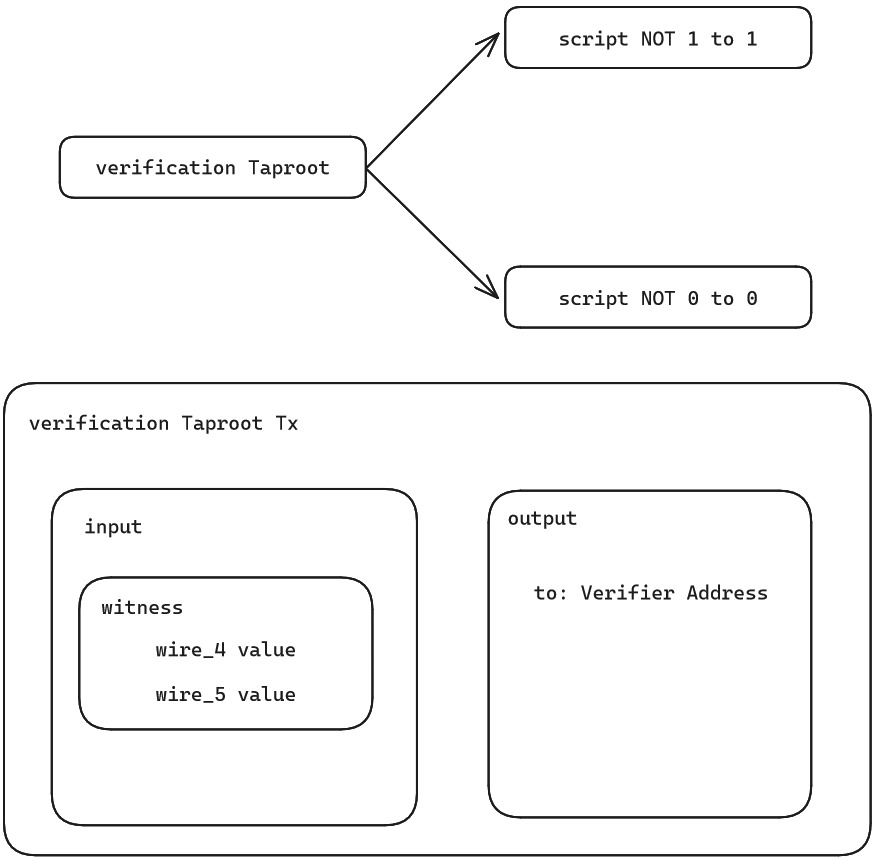 script NOT 1 to 1
verification Taproot
script NOT 0 to 0
verification Taproot Tx
input
witness
wire_4 value
wire_5 value
output
to: Verifier Address